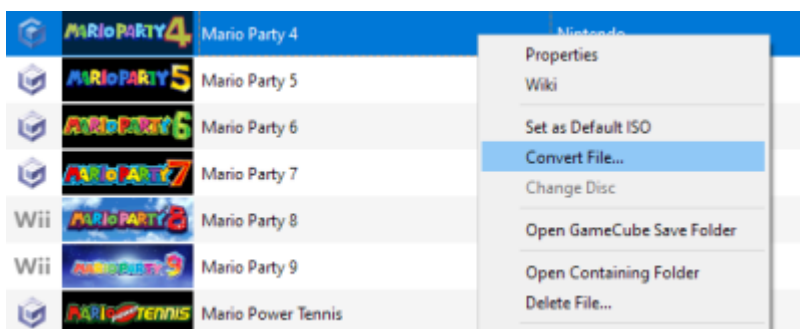 MARIO PARTY 4 Mario Party 4 Nintendo
Properties
MARIO PARTY 5 Mario Party 5
Wiki
MARIO PARTY 6 Mario Party 6
Set as Default ISO
Convert File...
MARIO PARTY 7 Mario Party 7
Change Disc
Wii MARIO PARTY 8 Mario Party 8
Open GameCube Save Folder
Wii MARIO PARTY 9 Mario Party 9
Open Containing Folder
MARIO POWER TENNIS Mario Power Tennis
Delete File...